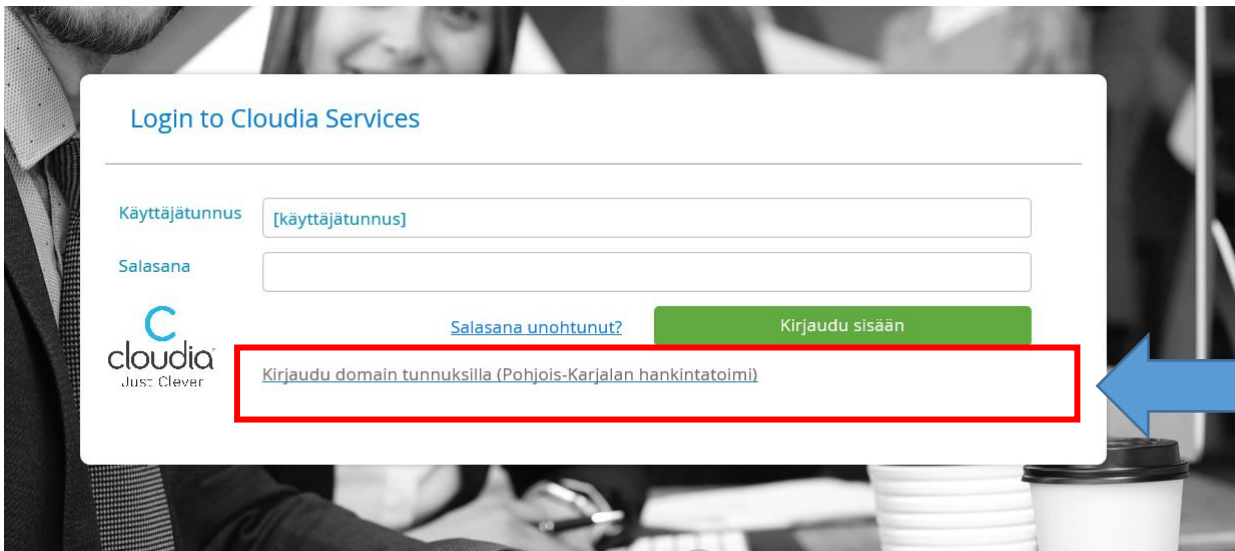 Login to Cloudia Services
Käyttäjätunnus
[käyttäjätunnus]
Salasana
Salasana unohtunut?
Kirjaudu sisään
cloudia
Just Clever
Kirjaudu domain tunnuksilla (Pohjois-Karjalan hankintatoimi)